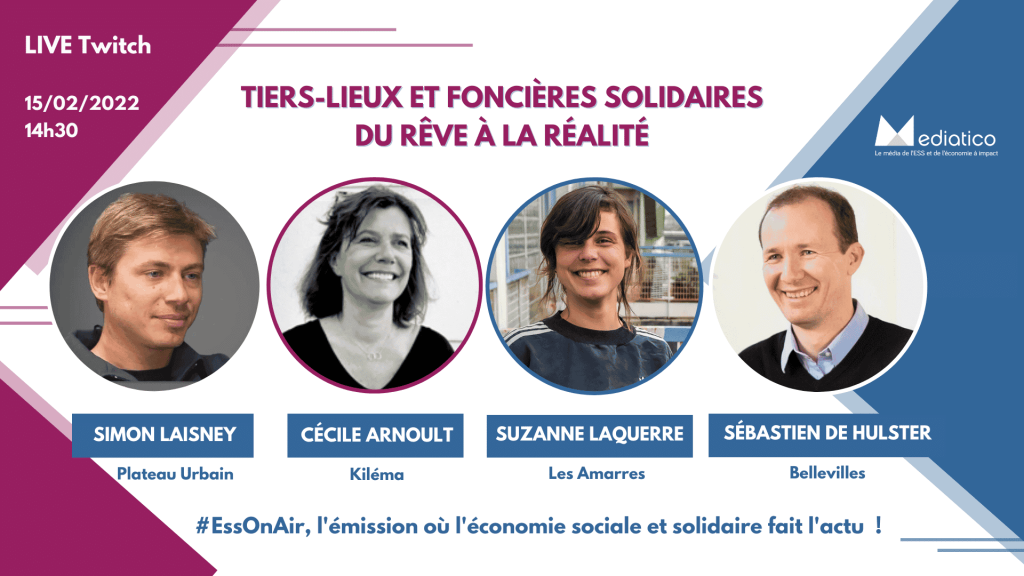 LIVE Twitch
15/02/2022
14h30
TIERS-LIEUX ET FONCIÈRES SOLIDAIRES
DU RÊVE À LA RÉALITÉ
Mediatico
Le média de l'ESS et de l'économie à impact
SIMON LAISNEY
Plateau Urbain
CÉCILE ARNOULT
Kiléma
SUZANNE LAQUERRE
Les Amarres
SÉBASTIEN DE HULSTER
Bellevilles
#EssOnAir, l'émission où l'économie sociale et solidaire fait l'actu !